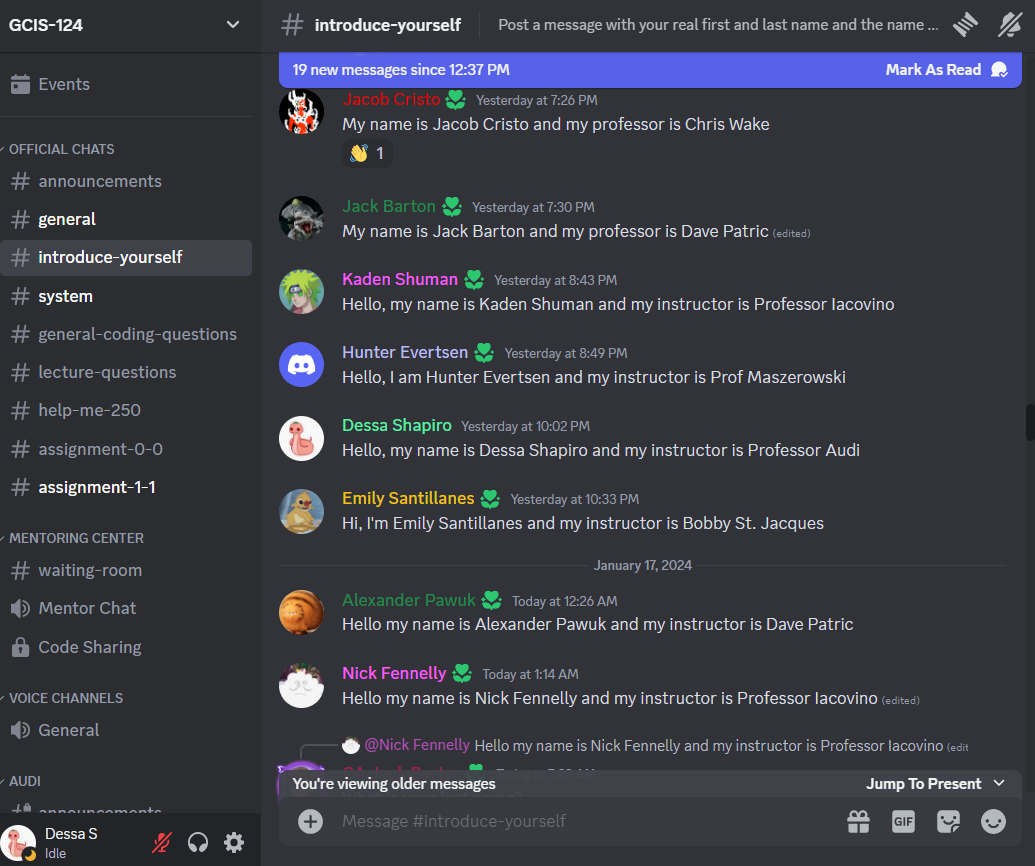 GCIS-124
introduce-yourself
Post a message with your real first and last name and the name ...
Events
OFFICIAL CHATS
announcements
general
introduce-yourself
system
general-coding-questions
lecture-questions
help-me-250
assignment-0-0
assignment-1-1
MENTORING CENTER
waiting-room
Mentor Chat
Code Sharing
VOICE CHANNELS
General
AUDI
announcements
Dessa S
Idle
19 new messages since 12:37 PM Mark As Read
Jacob Cristo Yesterday at 7:26 PM
My name is Jacob Cristo and my professor is Chris Wake
1
Jack Barton Yesterday at 7:30 PM
My name is Jack Barton and my professor is Dave Patric (edited)
Kaden Shuman Yesterday at 8:43 PM
Hello, my name is Kaden Shuman and my instructor is Professor Iacovino
Hunter Evertsen Yesterday at 8:49 PM
Hello, I am Hunter Evertsen and my instructor is Prof Maszerowski
Dessa Shapiro Yesterday at 10:02 PM
Hello, my name is Dessa Shapiro and my instructor is Professor Audi
Emily Santillanes Yesterday at 10:33 PM
Hi, I'm Emily Santillanes and my instructor is Bobby St. Jacques
January 17, 2024
Alexander Pawuk Today at 12:26 AM
Hello my name is Alexander Pawuk and my instructor is Dave Patric
Nick Fennelly Today at 1:14 AM
Hello my name is Nick Fennelly and my instructor is Professor Iacovino (edited)
@Nick Fennelly Hello my name is Nick Fennelly and my instructor is Professor Iacovino (edit
You're viewing older messages Jump To Present
Message #introduce-yourself
GIF